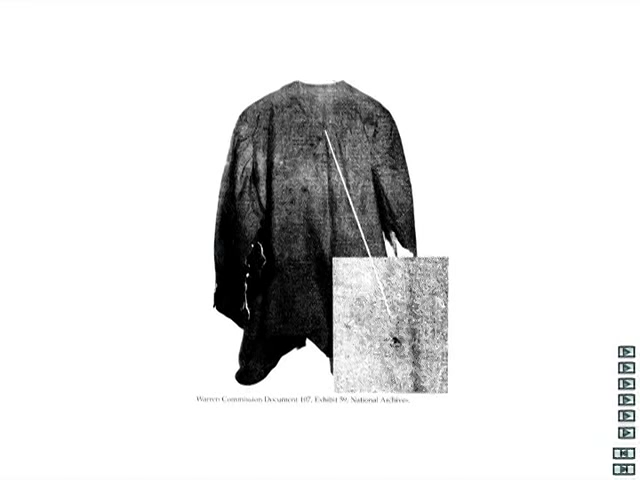 Warren Commission Document 107, Exhibit 59, National Archives.